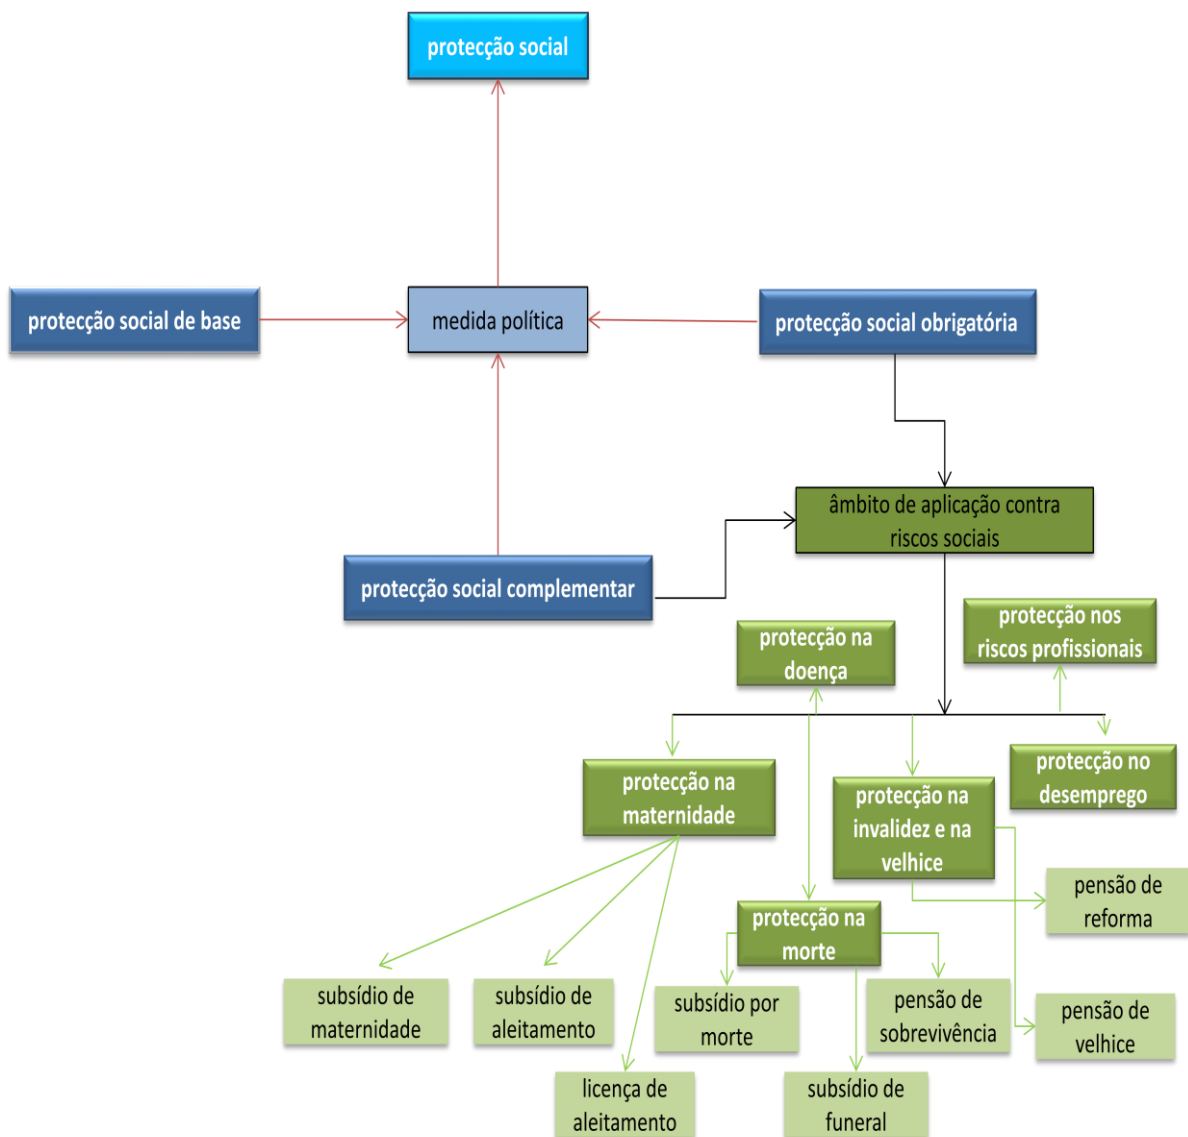 protecção social
protecção social de base
medida política
protecção social obrigatória
âmbito de aplicação contra
riscos sociais
protecção social complementar
protecção nos
riscos profissionais
protecção na
doença
protecção na
maternidade
protecção na
invalidez e na
velhice
protecção no
desemprego
pensão de
reforma
protecção na
morte
subsídio de
maternidade
subsídio de
aleitamento
subsídio por
morte
pensão de
sobrevivência
pensão de
velhice
licença de
aleitamento
subsídio de
funeral